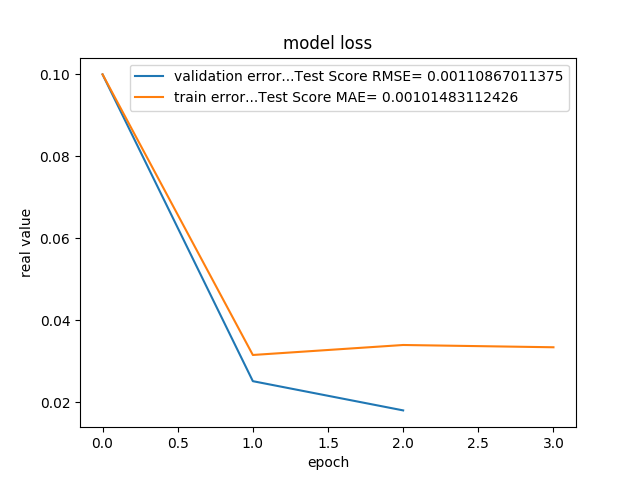 model loss
validation error...Test Score RMSE= 0.00110867011375
train error...Test Score MAE= 0.00101483112426
0.10
0.08
0.06
0.04
0.02
real value
0.0 0.5 1.0 1.5 2.0 2.5 3.0
epoch